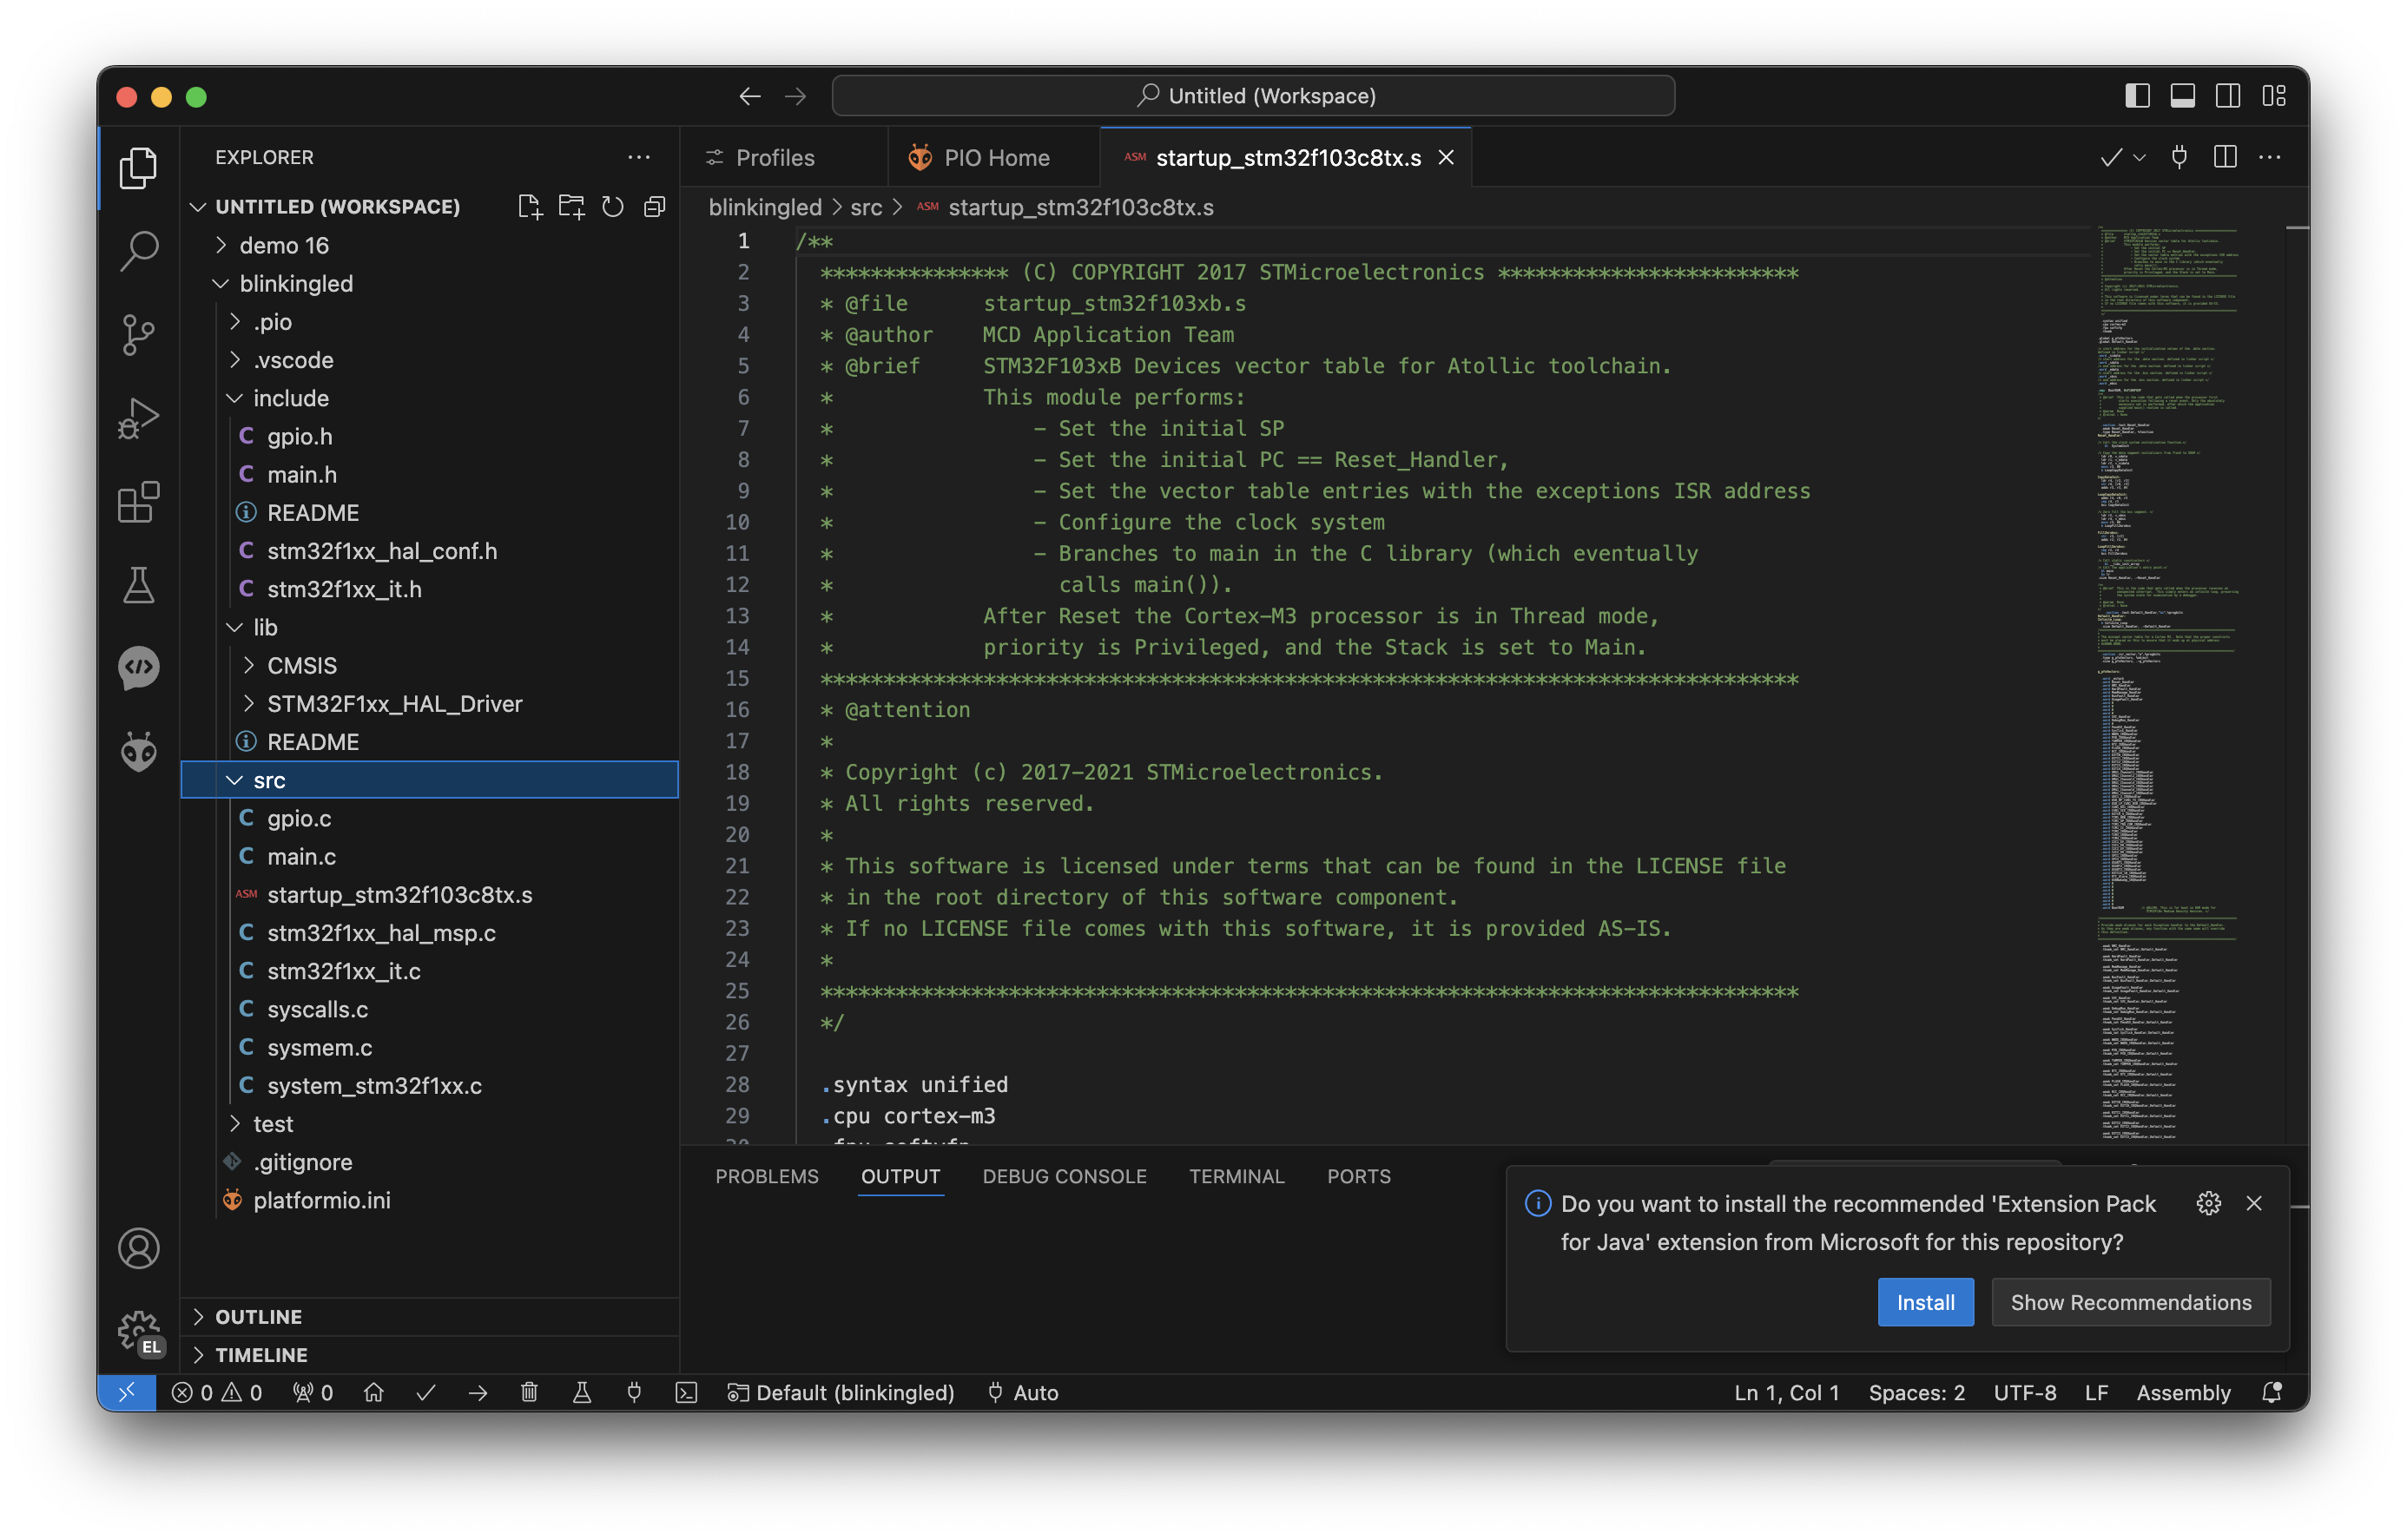 Untitled (Workspace)
EXPLORER
Profiles
PIO Home
ASM startup_stm32f103c8tx.s
UNTITLED (WORKSPACE)
blinkingled > src > ASM startup_stm32f103c8tx.s
demo 16
blinkingled
.pio
.vscode
include
C gpio.h
C main.h
README
C stm32f1xx_hal_conf.h
C stm32f1xx_it.h
lib
CMSIS
STM32F1xx_HAL_Driver
README
src
C gpio.c
C main.c
ASM startup_stm32f103c8tx.s
C stm32f1xx_hal_msp.c
C stm32f1xx_it.c
C syscalls.c
C sysmem.c
C system_stm32f1xx.c
test
.gitignore
platformio.ini
OUTLINE
TIMELINE
EL
1 /**
2 *************** (C) COPYRIGHT 2017 STMicroelectronics ************************
3 * @file      startup_stm32f103xb.s
4 * @author    MCD Application Team
5 * @brief     STM32F103xB Devices vector table for Atollic toolchain.
6 *            This module performs:
7 *                - Set the initial SP
8 *                - Set the initial PC == Reset_Handler,
9 *                - Set the vector table entries with the exceptions ISR address
10 *                - Configure the clock system
11 *                - Branches to main in the C library (which eventually
12 *                  calls main()).
13 *            After Reset the Cortex-M3 processor is in Thread mode,
14 *            priority is Privileged, and the Stack is set to Main.
15 ******************************************************************************
16 * @attention
17 *
18 * Copyright (c) 2017-2021 STMicroelectronics.
19 * All rights reserved.
20 *
21 * This software is licensed under terms that can be found in the LICENSE file
22 * in the root directory of this software component.
23 * If no LICENSE file comes with this software, it is provided AS-IS.
24 *
25 ******************************************************************************
26 */
27
28 .syntax unified
29 .cpu cortex-m3
PROBLEMS
OUTPUT
DEBUG CONSOLE
TERMINAL
PORTS
Do you want to install the recommended 'Extension Pack
for Java' extension from Microsoft for this repository?
Install
Show Recommendations
0 0 0 Default (blinkingled) Auto
Ln 1, Col 1 Spaces: 2 UTF-8 LF Assembly